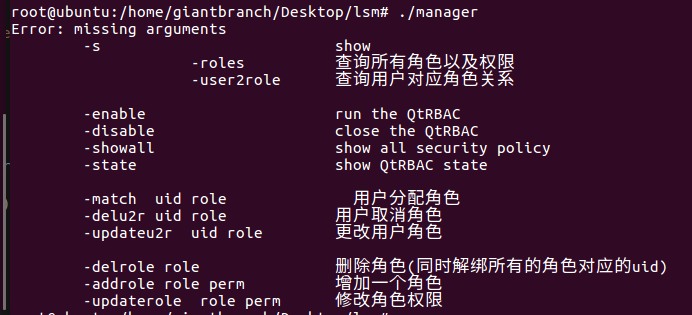 root@ubuntu:/home/giantbranch/Desktop/lsm# ./manager
Error: missing arguments
-s show
-roles 查询所有角色以及权限
-user2role 查询用户对应角色关系
-enable run the QtRBAC
-disable close the QtRBAC
-showall show all security policy
-state show QtRBAC state
-match uid role 用户分配角色
-delu2r uid role 用户取消角色
-updateu2r uid role 更改用户角色
-delrole role 删除角色(同时解绑所有的角色对应的uid)
-addrole role perm 增加一个角色
-updaterole role perm 修改角色权限